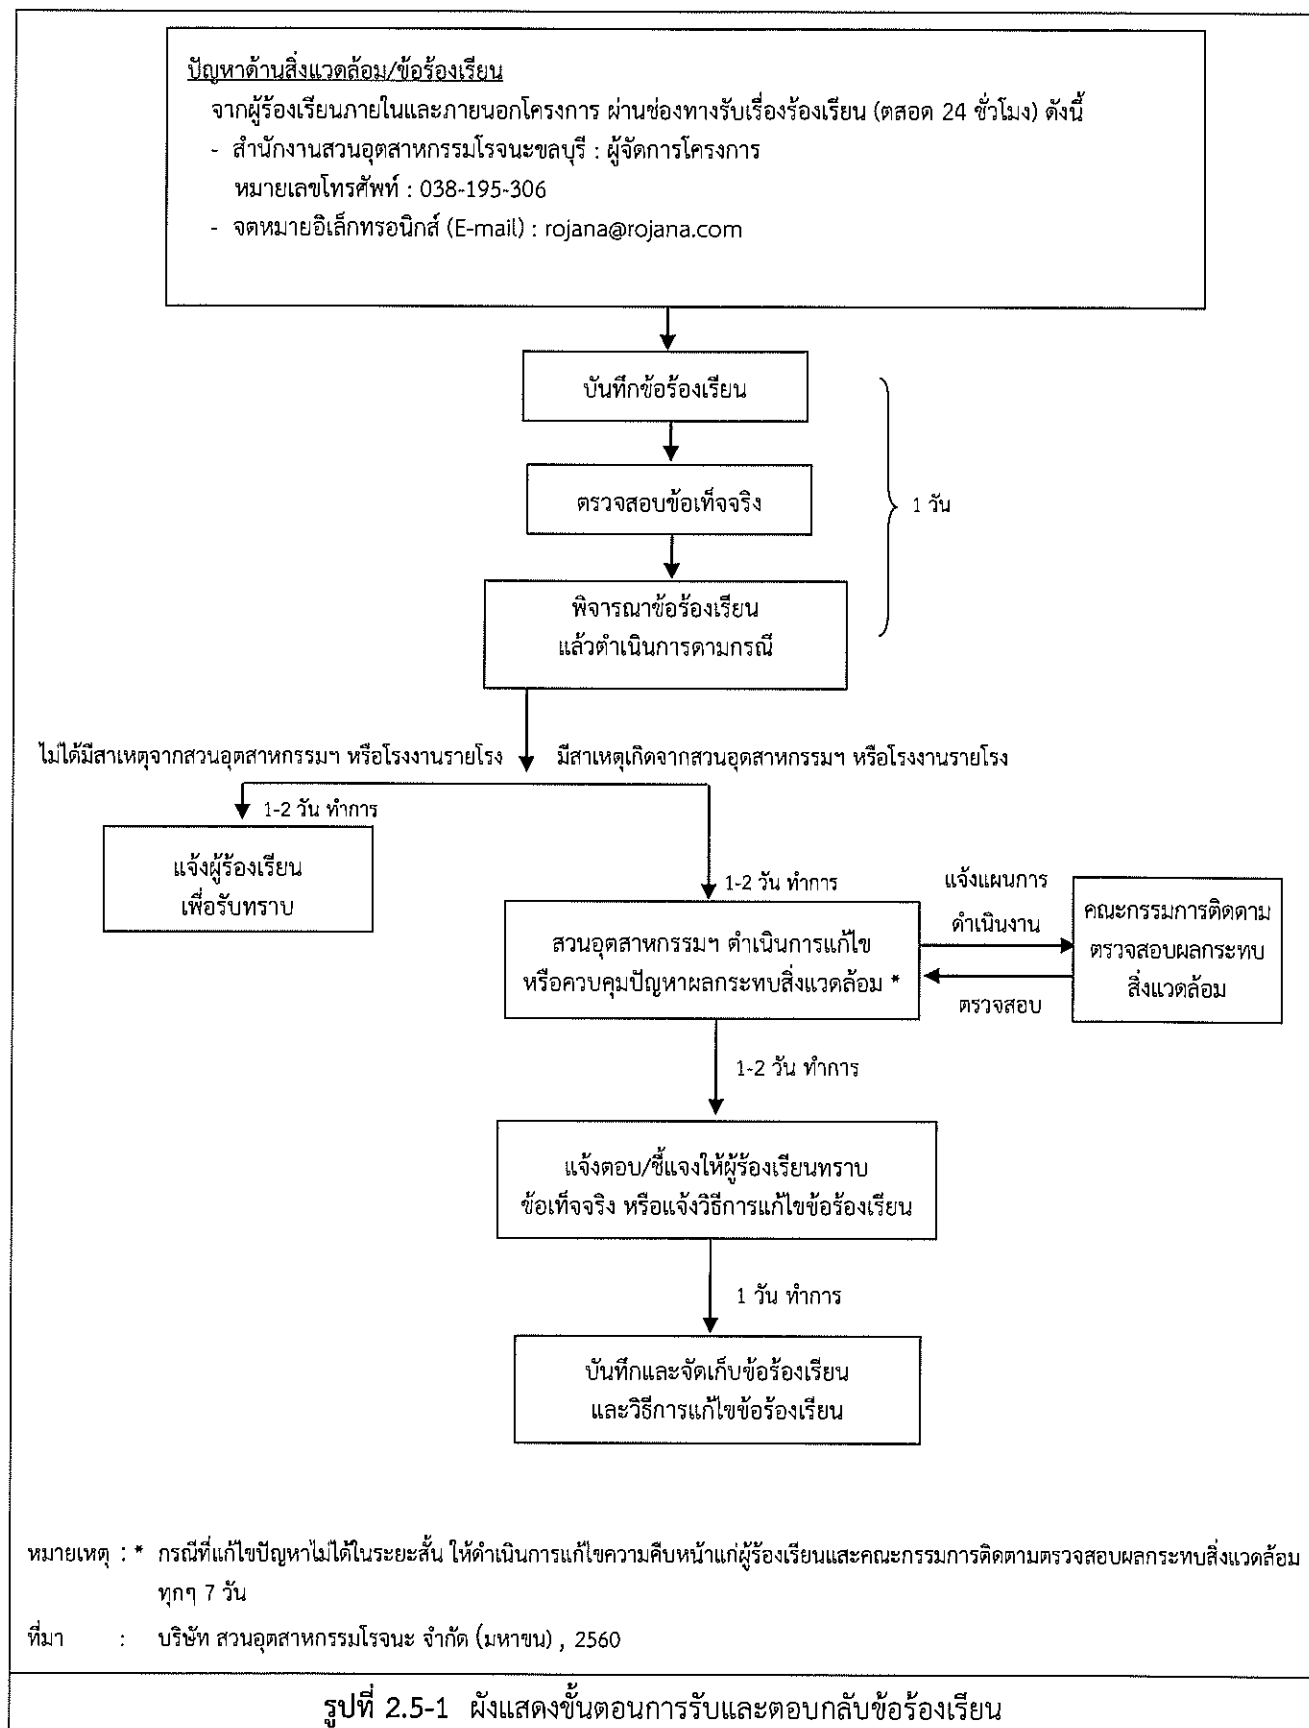 ปัญหาด้านสิ่งแวดล้อม/ข้อร้องเรียน
จากผู้ร้องเรียนภายในและภายนอกโครงการ ผ่านช่องทางรับเรื่องร้องเรียน (ตลอด 24 ชั่วโมง) ดังนี้
- สำนักงานสวนอุตสาหกรรมโรจนะชลบุรี : ผู้จัดการโครงการ
หมายเลขโทรศัพท์ : 038-195-306
- จดหมายอิเล็กทรอนิกส์ (E-mail) : rojana@rojana.com
บันทึกข้อร้องเรียน
ตรวจสอบข้อเท็จจริง
1 วัน
พิจารณาข้อร้องเรียน
แล้วดำเนินการตามกรณี
ไม่ได้มีสาเหตุจากสวนอุตสาหกรรมฯ หรือโรงงานรายโรง
มีสาเหตุเกิดจากสวนอุตสาหกรรมฯ หรือโรงงานรายโรง
1-2 วัน ทำการ
แจ้งผู้ร้องเรียน
เพื่อรับทราบ
1-2 วัน ทำการ
สวนอุตสาหกรรมฯ ดำเนินการแก้ไข
หรือควบคุมปัญหาผลกระทบสิ่งแวดล้อม *
แจ้งแผนการ
ดำเนินงาน
ตรวจสอบ
คณะกรรมการติดตาม
ตรวจสอบผลกระทบ
สิ่งแวดล้อม
1-2 วัน ทำการ
แจ้งตอบ/ชี้แจงให้ผู้ร้องเรียนทราบ
ข้อเท็จจริง หรือแจ้งวิธีการแก้ไขข้อร้องเรียน
1 วัน ทำการ
บันทึกและจัดเก็บข้อร้องเรียน
และวิธีการแก้ไขข้อร้องเรียน
หมายเหตุ : * กรณีที่แก้ไขปัญหาไม่ได้ในระยะสั้น ให้ดำเนินการแก้ไขความคืบหน้าแก่ผู้ร้องเรียนและคณะกรรมการติดตามตรวจสอบผลกระทบสิ่งแวดล้อม
ทุกๆ 7 วัน
ที่มา : บริษัท สวนอุตสาหกรรมโรจนะ จำกัด (มหาชน) , 2560
รูปที่ 2.5-1 ผังแสดงขั้นตอนการรับและตอบกลับข้อร้องเรียน